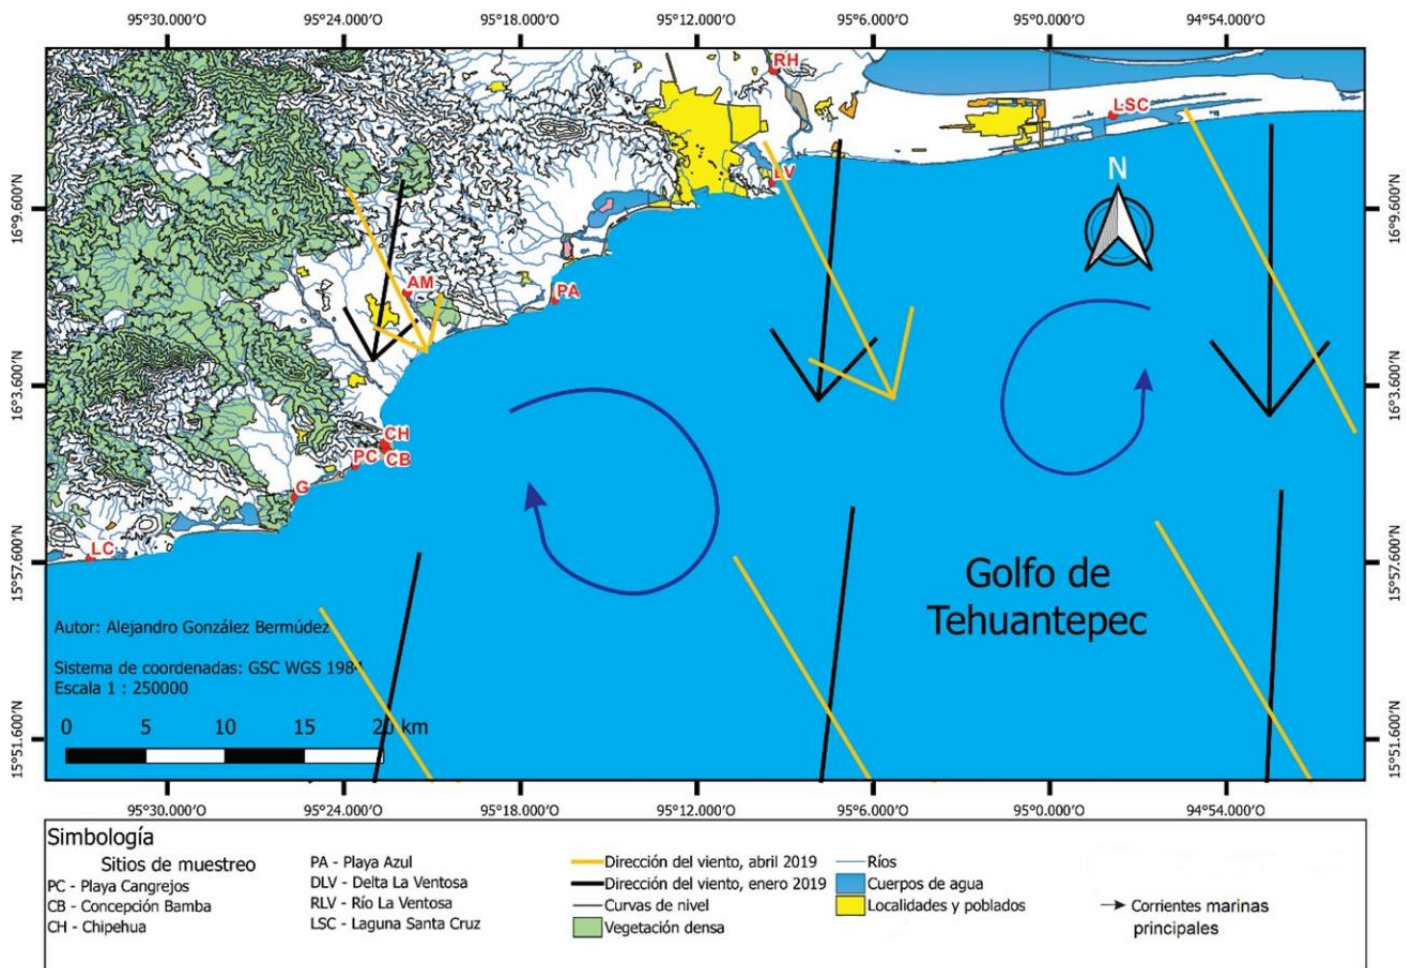 95°30.000'O 95°24.000'O 95°18.000'O 95°12.000'O 95°6.000'O 95°0.000'O 94°54.000'O
RH
LSC
N
LV
16°9.600'N 16°9.600'N
AM
PA
16°3.600'N 16°3.600'N
CH
PC CB
G
LC
15°57.600'N 15°57.600'N
Golfo de
Tehuantepec
Autor: Alejandro González Bermúdez
Sistema de coordenadas: GSC WGS 1984
Escala 1 : 250000
0 5 10 15 20 km
15°51.600'N 15°51.600'N
95°30.000'O 95°24.000'O 95°18.000'O 95°12.000'O 95°6.000'O 95°0.000'O 94°54.000'O
Simbología
Sitios de muestreo
PC - Playa Cangrejos
CB - Concepción Bamba
CH - Chipehua
PA - Playa Azul
DLV - Delta La Ventosa
RLV - Río La Ventosa
LSC - Laguna Santa Cruz
Dirección del viento, abril 2019
Dirección del viento, enero 2019
Curvas de nivel
Vegetación densa
Ríos
Cuerpos de agua
Localidades y poblados
Corrientes marinas
principales